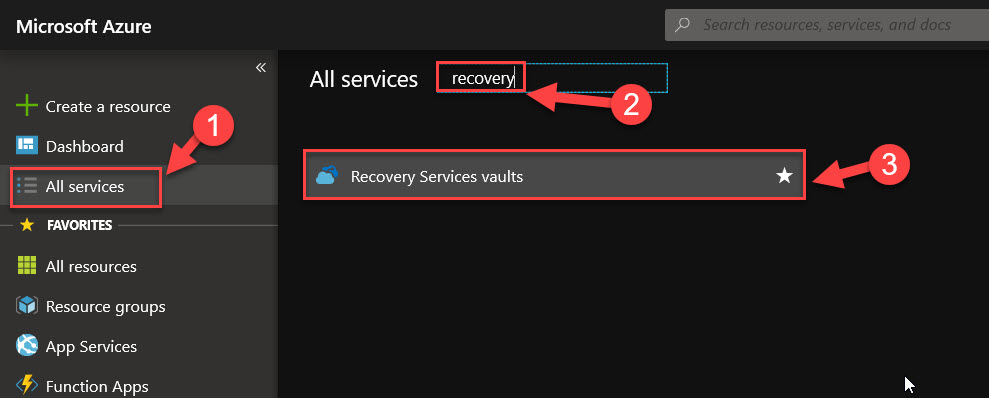 Microsoft Azure
Search resources, services, and docs
«
Create a resource
Dashboard
All services
FAVORITES
All resources
Resource groups
App Services
Function Apps
1
All services
recovery
2
Recovery Services vaults
3